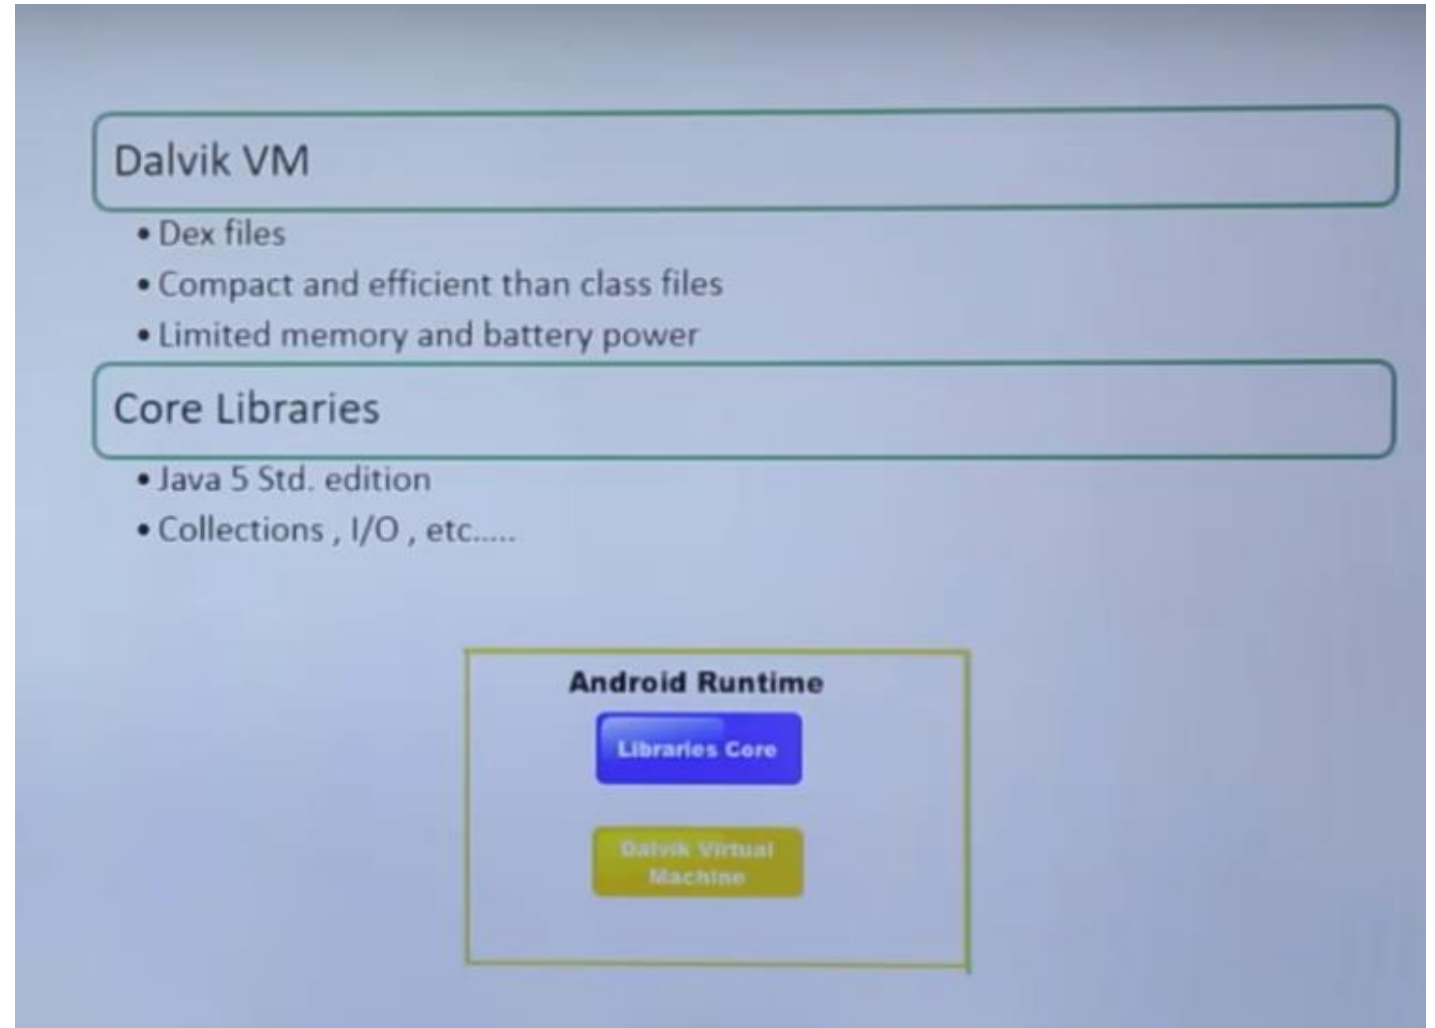 Dalvik VM
• Dex files
• Compact and efficient than class files
• Limited memory and battery power
Core Libraries
• Java 5 Std. edition
• Collections , I/O , etc.....
Android Runtime
Libraries Core
Dalvik Virtual
Machine